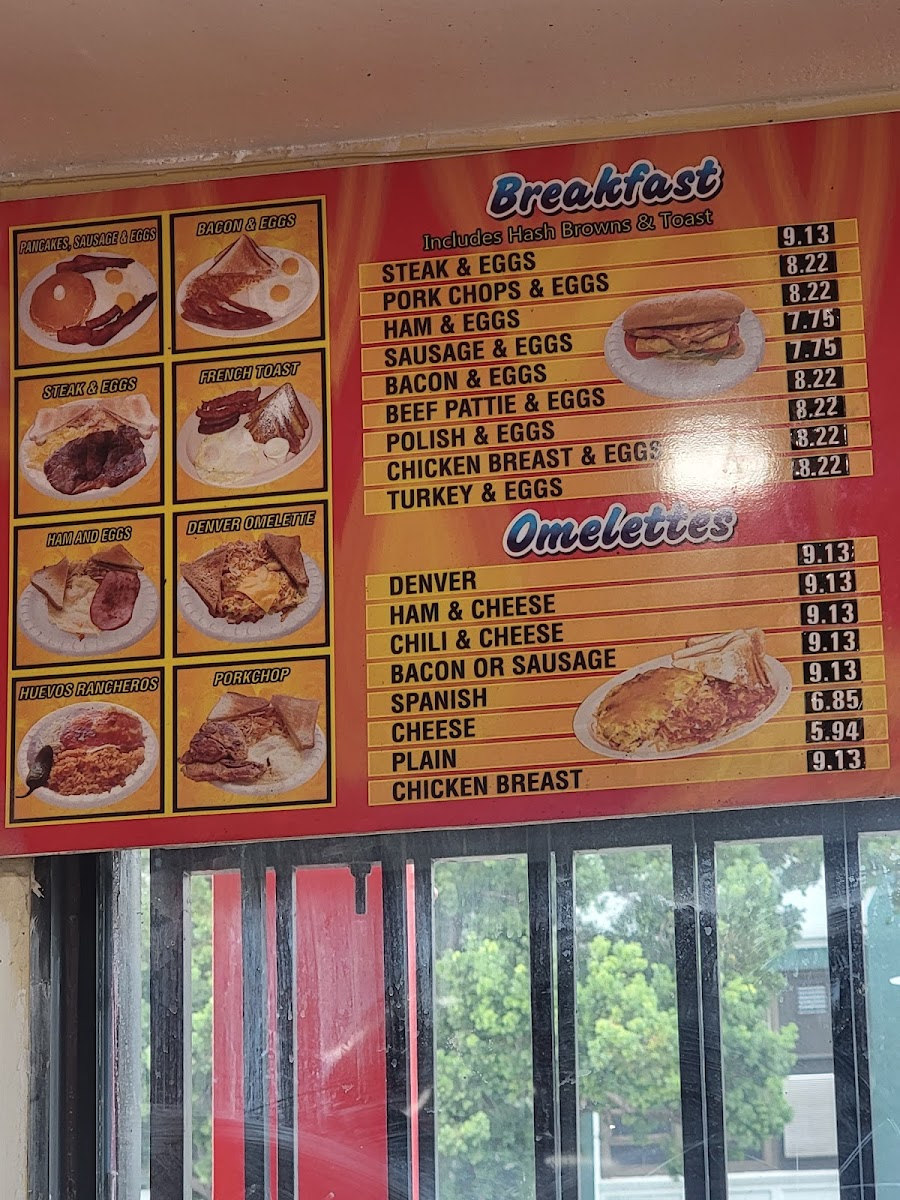 PANCAKES, SAUSAGE & EGGS
BACON & EGGS
STEAK & EGGS
FRENCH TOAST
HAM AND EGGS
DENVER OMELETTE
HUEVOS RANCHEROS
PORKCHOP
Breakfast
Includes Hash Browns & Toast
STEAK & EGGS 9.13
PORK CHOPS & EGGS 8.22
HAM & EGGS 8.22
SAUSAGE & EGGS 7.75
BACON & EGGS 7.75
BEEF PATTIE & EGGS 8.22
POLISH & EGGS 8.22
CHICKEN BREAST & EGGS 8.22
TURKEY & EGGS 8.22
Omelettes
DENVER 9.13
HAM & CHEESE 9.13
CHILI & CHEESE 9.13
BACON OR SAUSAGE 9.13
SPANISH 9.13
CHEESE 6.85
PLAIN 5.94
CHICKEN BREAST 9.13